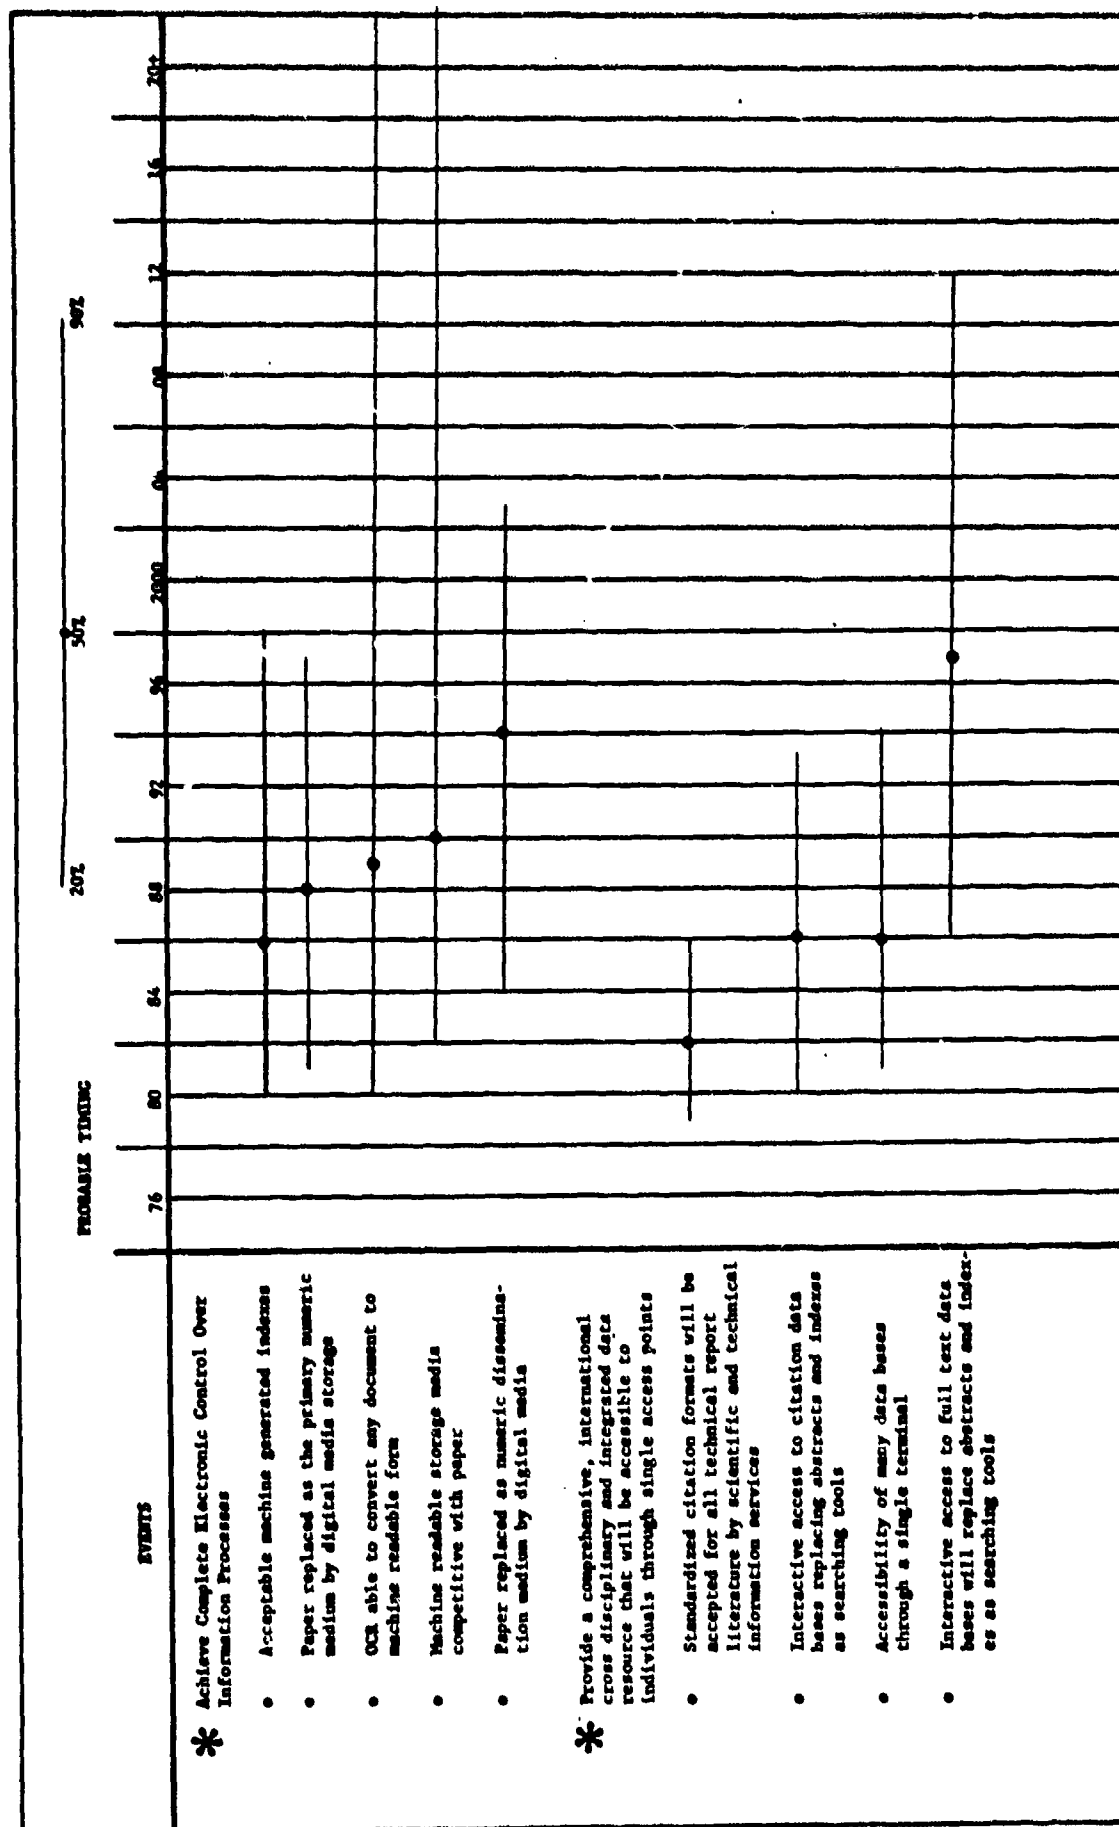 PROBABLE TIMING
20%
50%
90%
EVENTS
76
80
84
88
92
96
2000
04
08
12
16
20+
* Achieve Complete Electronic Control Over
Information Processes
• Acceptable machine generated indexes
• Paper replaced as the primary numeric
medium by digital media storage
• OCR able to convert any document to
machine readable form
• Machine readable storage media
competitive with paper
• Paper replaced as numeric dissemina-
tion medium by digital media
* Provide a comprehensive, international
cross disciplinary and integrated data
resource that will be accessible to
individuals through single access points
• Standardized citation formats will be
accepted for all technical report
literature by scientific and technical
information services
• Interactive access to citation data
bases replacing abstracts and indexes
as searching tools
• Accessibility of many data bases
through a single terminal
• Interactive access to full text data
bases will replace abstracts and index-
es as searching tools